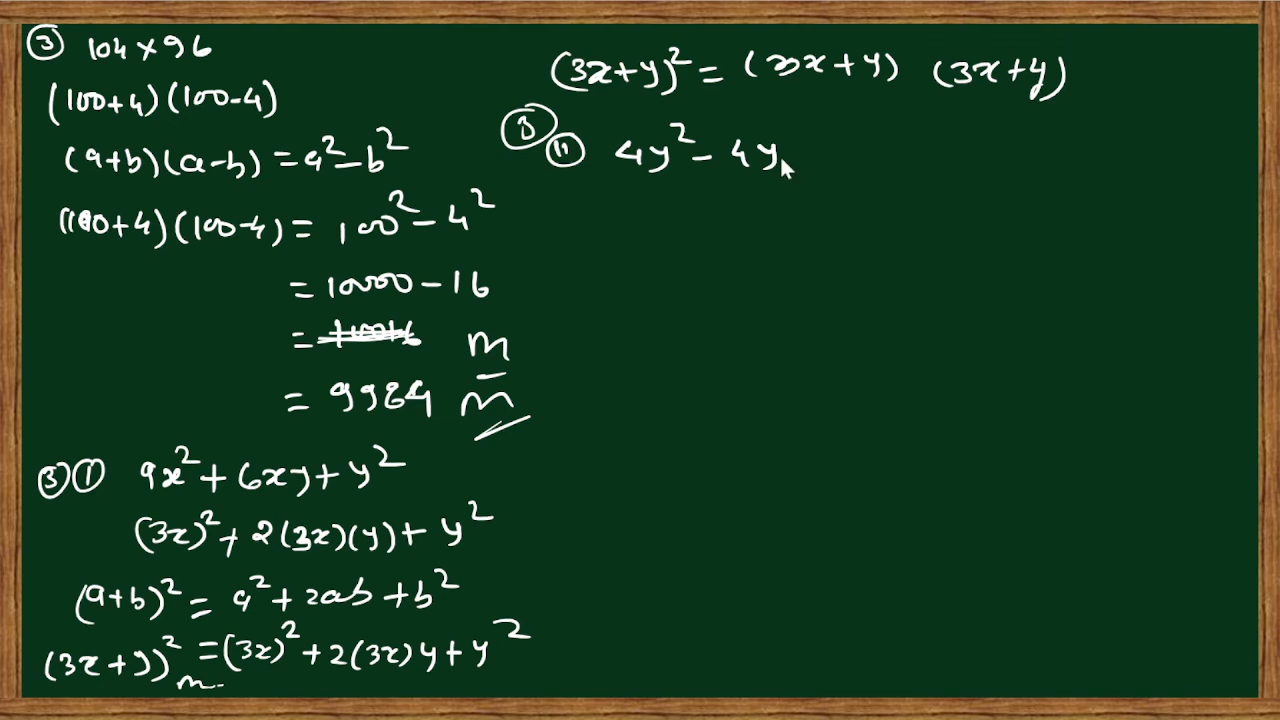 ③ 104 × 96
(100+4)(100-4)
(a+b)(a-b) = a² - b²
(100+4)(100-4) = 100² - 4²
= 10000 - 16
=
= 9984
③ ① 9x² + 6xy + y²
(3x)² + 2(3x)(y) + y²
(a+b)² = a² + 2ab + b²
(3x+y)² = (3x)² + 2(3x)y + y²
(3x+y)² = (3x+y) (3x+y)
③ ⑪ 4y² - 4y